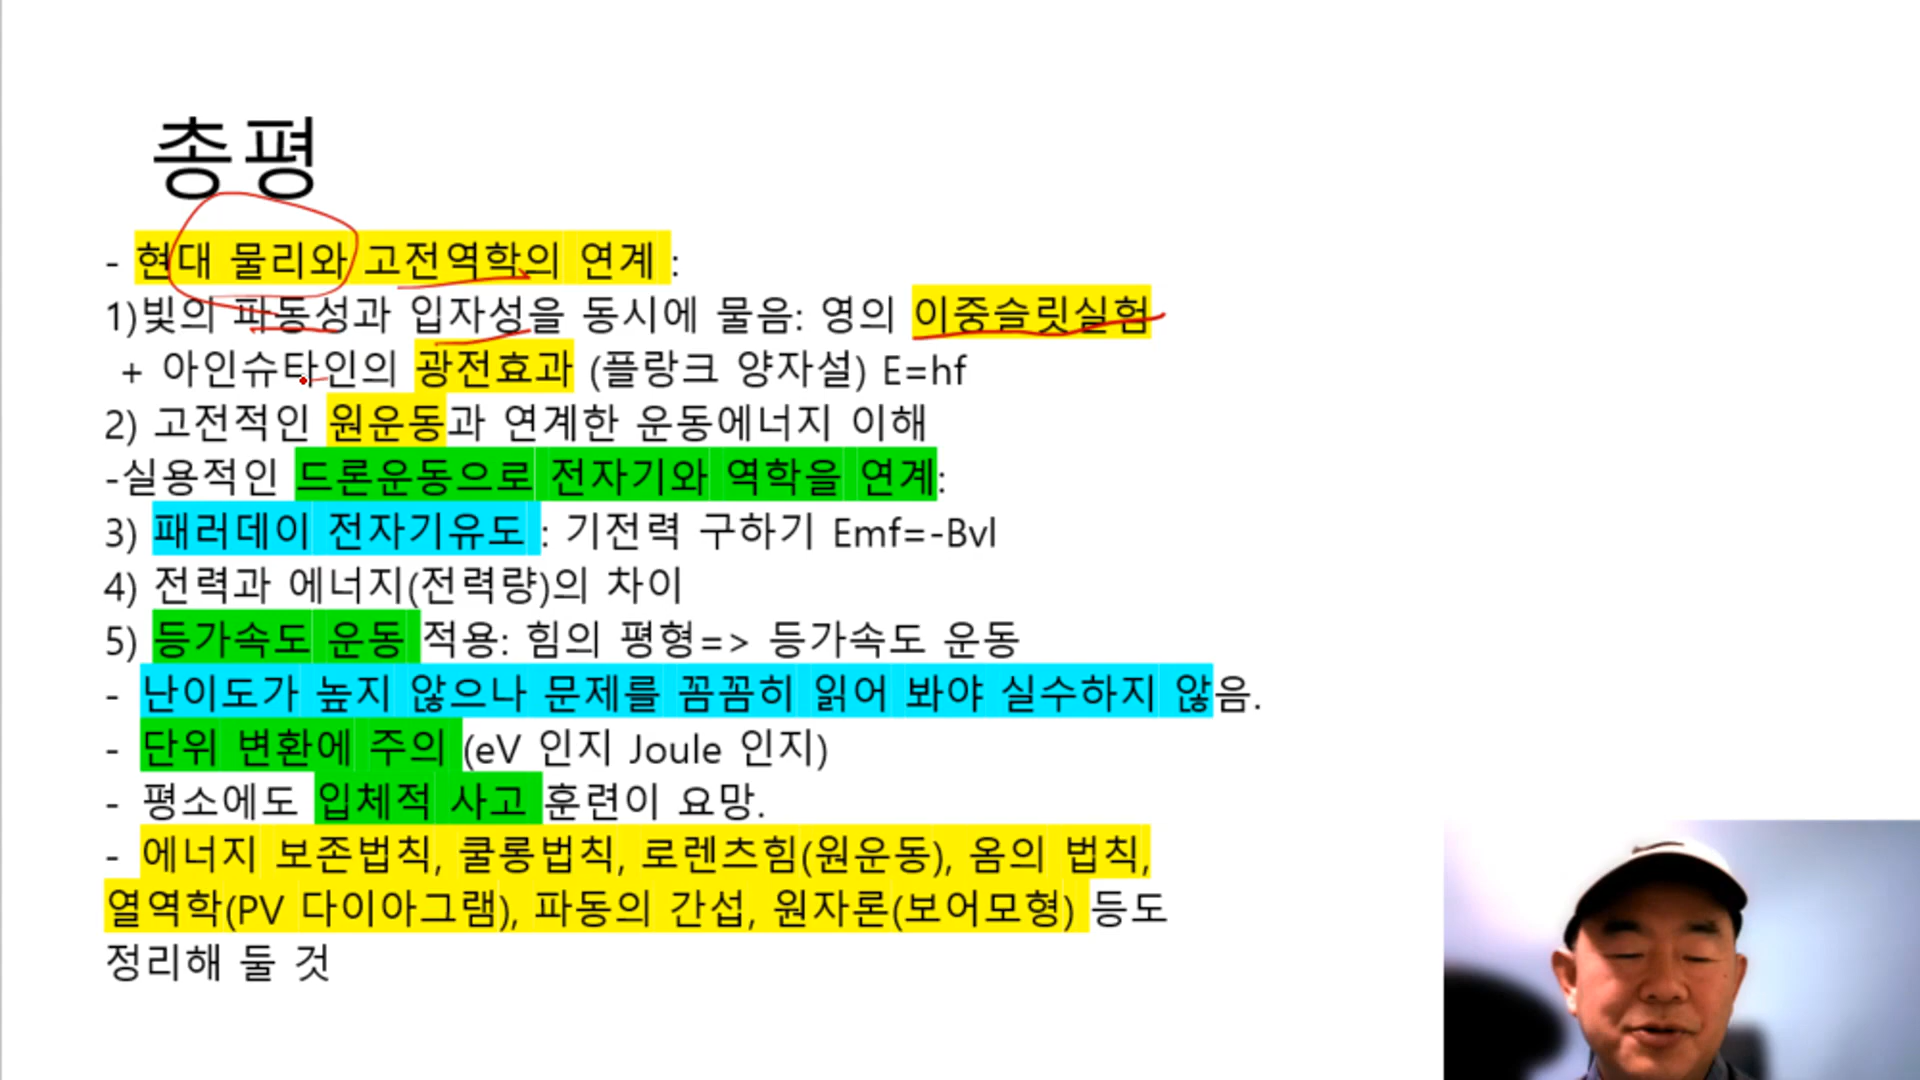 총평
- 현대 물리와 고전역학의 연계 :
1)빛의 파동성과 입자성을 동시에 물음: 영의 이중슬릿실험
+ 아인슈타인의 광전효과 (플랑크 양자설) E=hf
2) 고전적인 원운동과 연계한 운동에너지 이해
-실용적인 드론운동으로 전자기와 역학을 연계:
3) 패러데이 전자기유도 : 기전력 구하기 Emf=-Bvl
4) 전력과 에너지(전력량)의 차이
5) 등가속도 운동 적용: 힘의 평형=> 등가속도 운동
- 난이도가 높지 않으나 문제를 꼼꼼히 읽어 봐야 실수하지 않음.
- 단위 변환에 주의 (eV 인지 Joule 인지)
- 평소에도 입체적 사고 훈련이 요망.
- 에너지 보존법칙, 쿨롱법칙, 로렌츠힘(원운동), 옴의 법칙,
열역학(PV 다이아그램), 파동의 간섭, 원자론(보어모형) 등도
정리해 둘 것